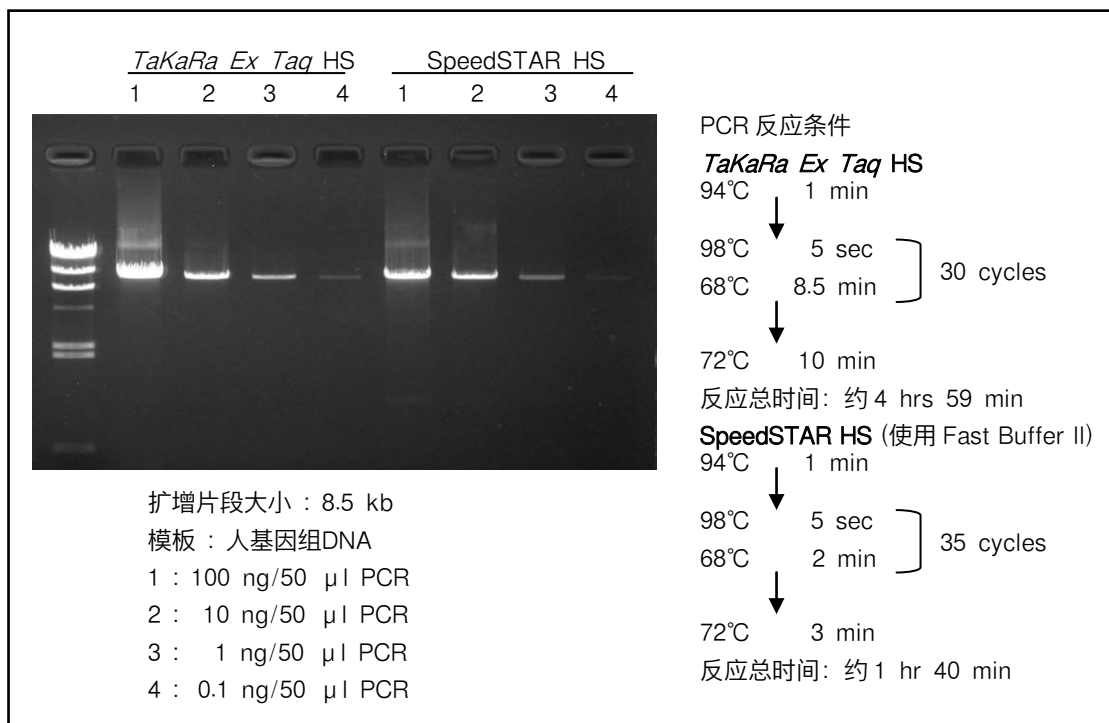 TaKaRa Ex Taq HS SpeedSTAR HS
1 2 3 4 1 2 3 4
PCR 反应条件
TaKaRa Ex Taq HS
94℃ 1 min
98℃ 5 sec
68℃ 8.5 min
30 cycles
72℃ 10 min
反应总时间：约 4 hrs 59 min
SpeedSTAR HS (使用 Fast Buffer II)
94℃ 1 min
98℃ 5 sec
68℃ 2 min
35 cycles
72℃ 3 min
反应总时间：约 1 hr 40 min
扩增片段大小 : 8.5 kb
模板 : 人基因组DNA
1 : 100 ng/50 μl PCR
2 : 10 ng/50 μl PCR
3 : 1 ng/50 μl PCR
4 : 0.1 ng/50 μl PCR